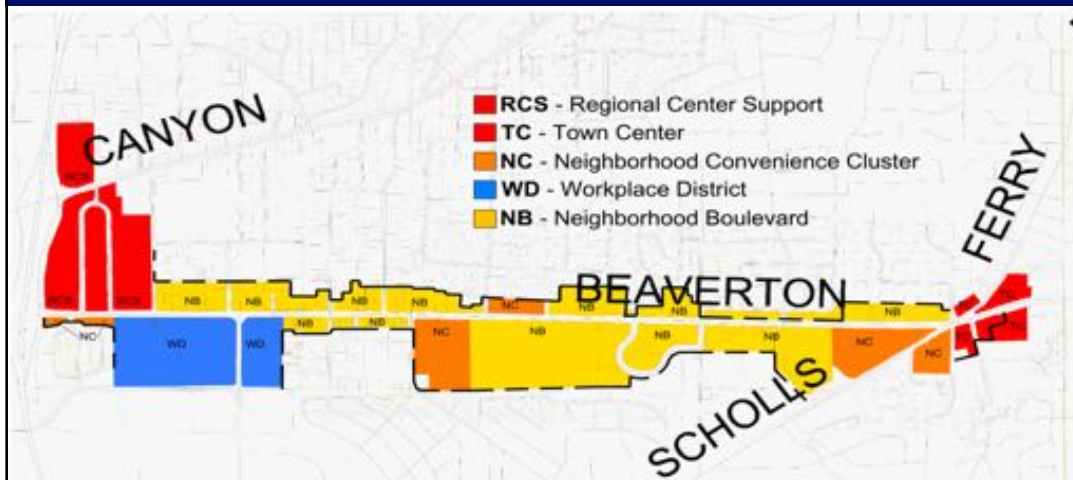 CANYON
RCS - Regional Center Support
TC - Town Center
NC - Neighborhood Convenience Cluster
WD - Workplace District
NB - Neighborhood Boulevard
FERRY
BEAVERTON
SCHOLLS
RCS
RCS
RCS
NB
NB
NB
NB
NC
NB
NB
NB
TC
TC
NC
WD
WD
NB
NB
NC
NB
NB
NB
NC
NC
TC
TC